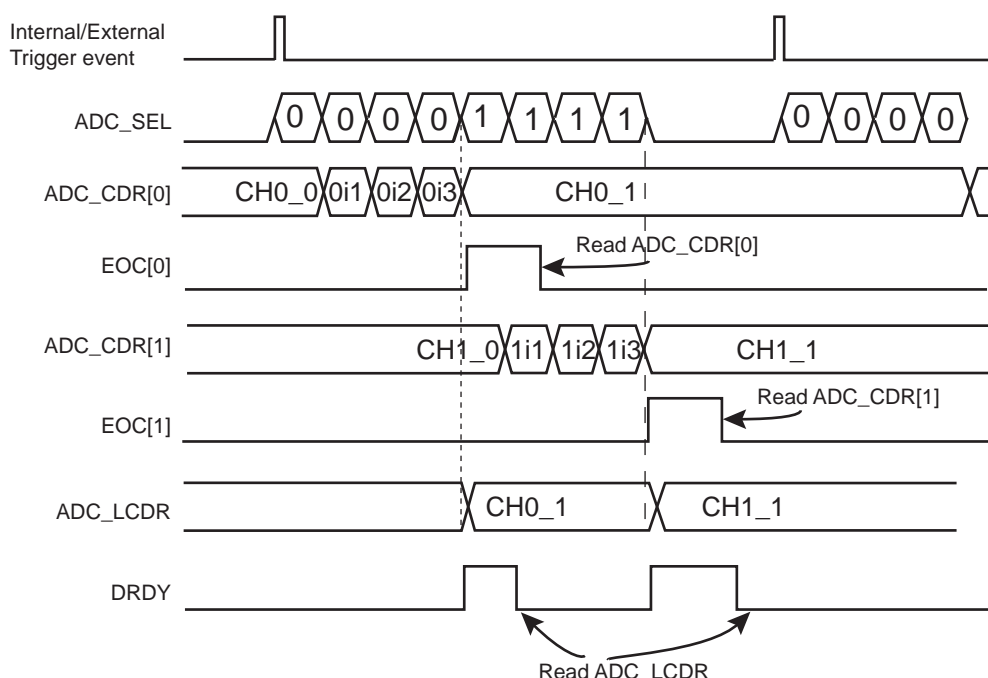 Internal/External
Trigger event
ADC_SEL 0 0 0 0 1 1 1 1 0 0 0 0
ADC_CDR[0] CH0_0 0i1 0i2 0i3 CH0_1
EOC[0] Read ADC_CDR[0]
ADC_CDR[1] CH1_0 1i1 1i2 1i3 CH1_1
EOC[1] Read ADC_CDR[1]
ADC_LCDR CH0_1 CH1_1
DRDY
Read ADC_LCDR